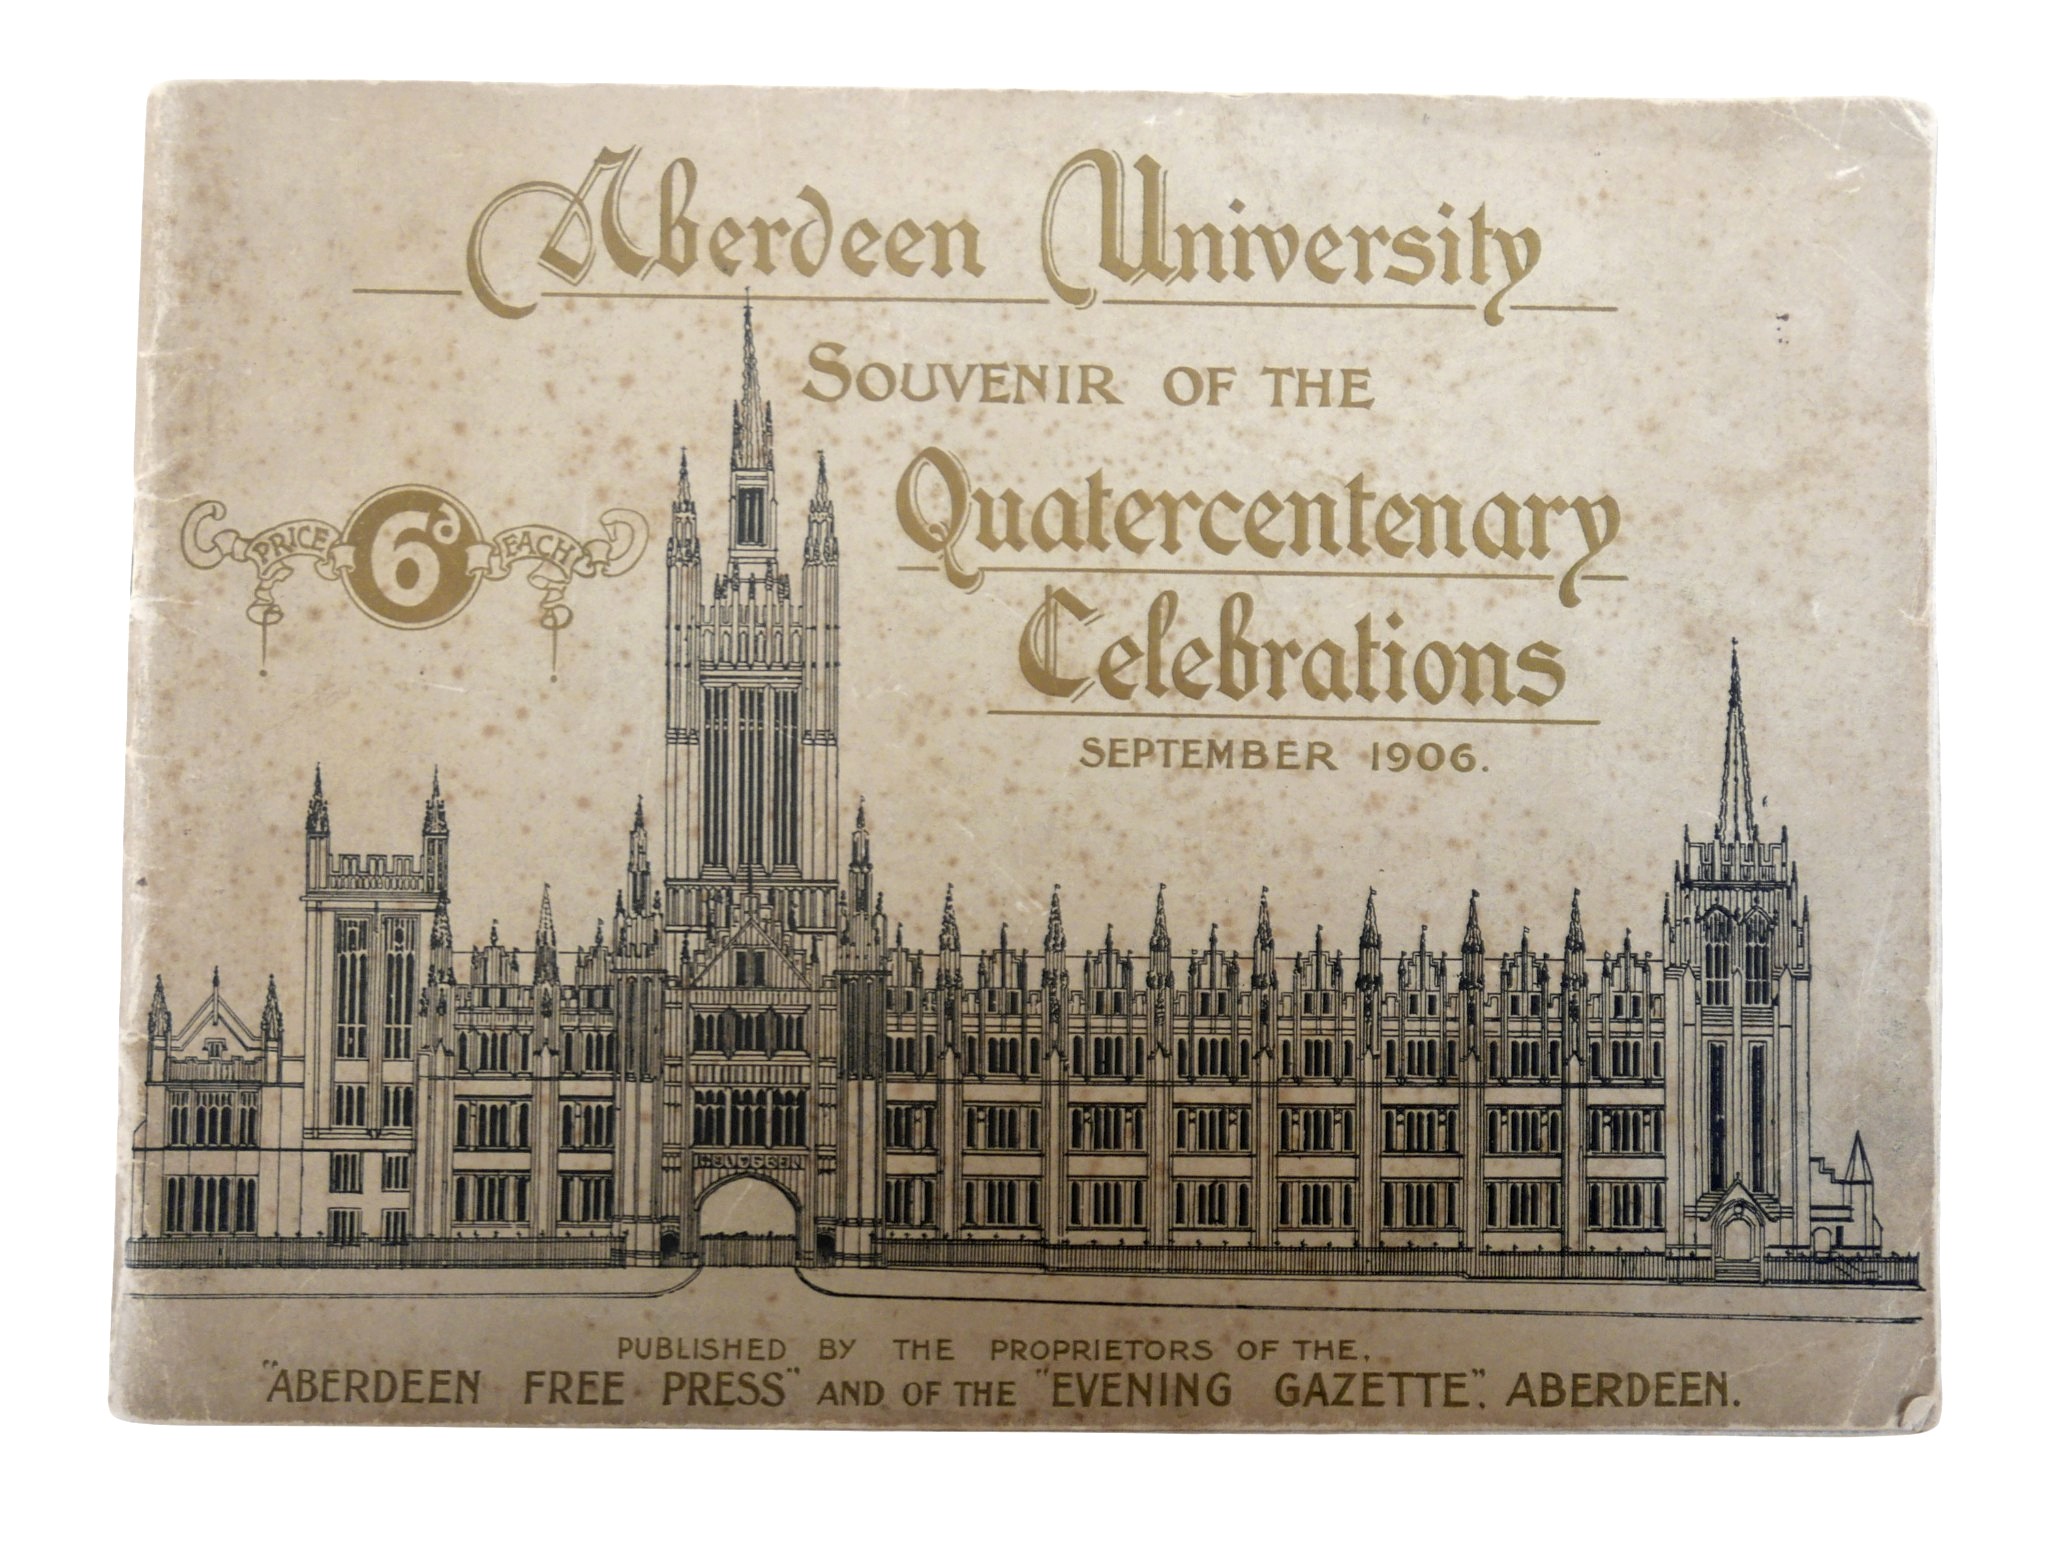 Aberdeen University
SOUVENIR OF THE
Quatercentenary
Celebrations
SEPTEMBER 1906.
PRICE 6d EACH
PUBLISHED BY THE PROPRIETORS OF THE.
"ABERDEEN FREE PRESS" AND OF THE "EVENING GAZETTE", ABERDEEN.